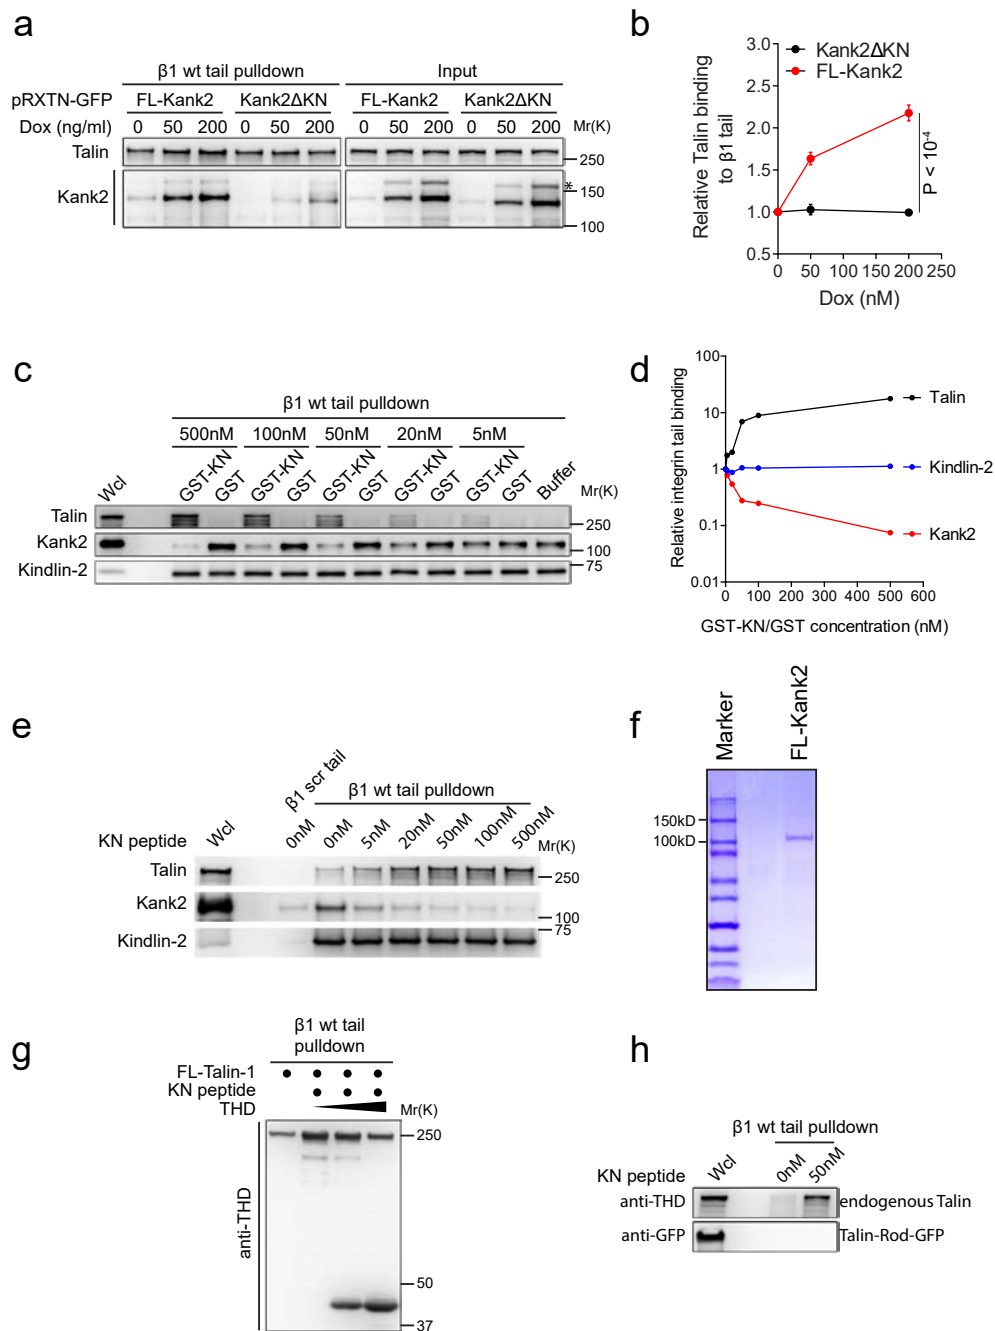 a
β1 wt tail pulldown Input
pRXTN-GFP FL-Kank2 Kank2ΔKN FL-Kank2 Kank2ΔKN
Dox (ng/ml) 0 50 200 0 50 200 0 50 200 0 50 200 Mr(K)
Talin
250
Kank2
*
150
100
b
Kank2ΔKN
FL-Kank2
3.0
2.5
2.0
1.5
1.0
0.5
Relative Talin binding
to β1 tail
P < 10⁻⁴
0 50 100 150 200 250
Dox (nM)
c
β1 wt tail pulldown
500nM 100nM 50nM 20nM 5nM
Wcl GST-KN GST GST-KN GST GST-KN GST GST-KN GST GST-KN GST Buffer
Mr(K)
Talin
250
Kank2
100
Kindlin-2
75
d
100
10
1
0.1
0.01
Relative integrin tail binding
Talin
Kindlin-2
Kank2
0 100 200 300 400 500 600
GST-KN/GST concentration (nM)
e
β1 scr tail
β1 wt tail pulldown
KN peptide Wcl 0nM 0nM 5nM 20nM 50nM 100nM 500nM
Mr(K)
Talin
250
Kank2
100
Kindlin-2
75
f
Marker FL-Kank2
150kD
100kD
g
β1 wt tail
pulldown
FL-Talin-1
KN peptide
THD
Mr(K)
250
anti-THD
50
37
h
β1 wt tail pulldown
KN peptide Wcl 0nM 50nM
anti-THD endogenous Talin
anti-GFP Talin-Rod-GFP